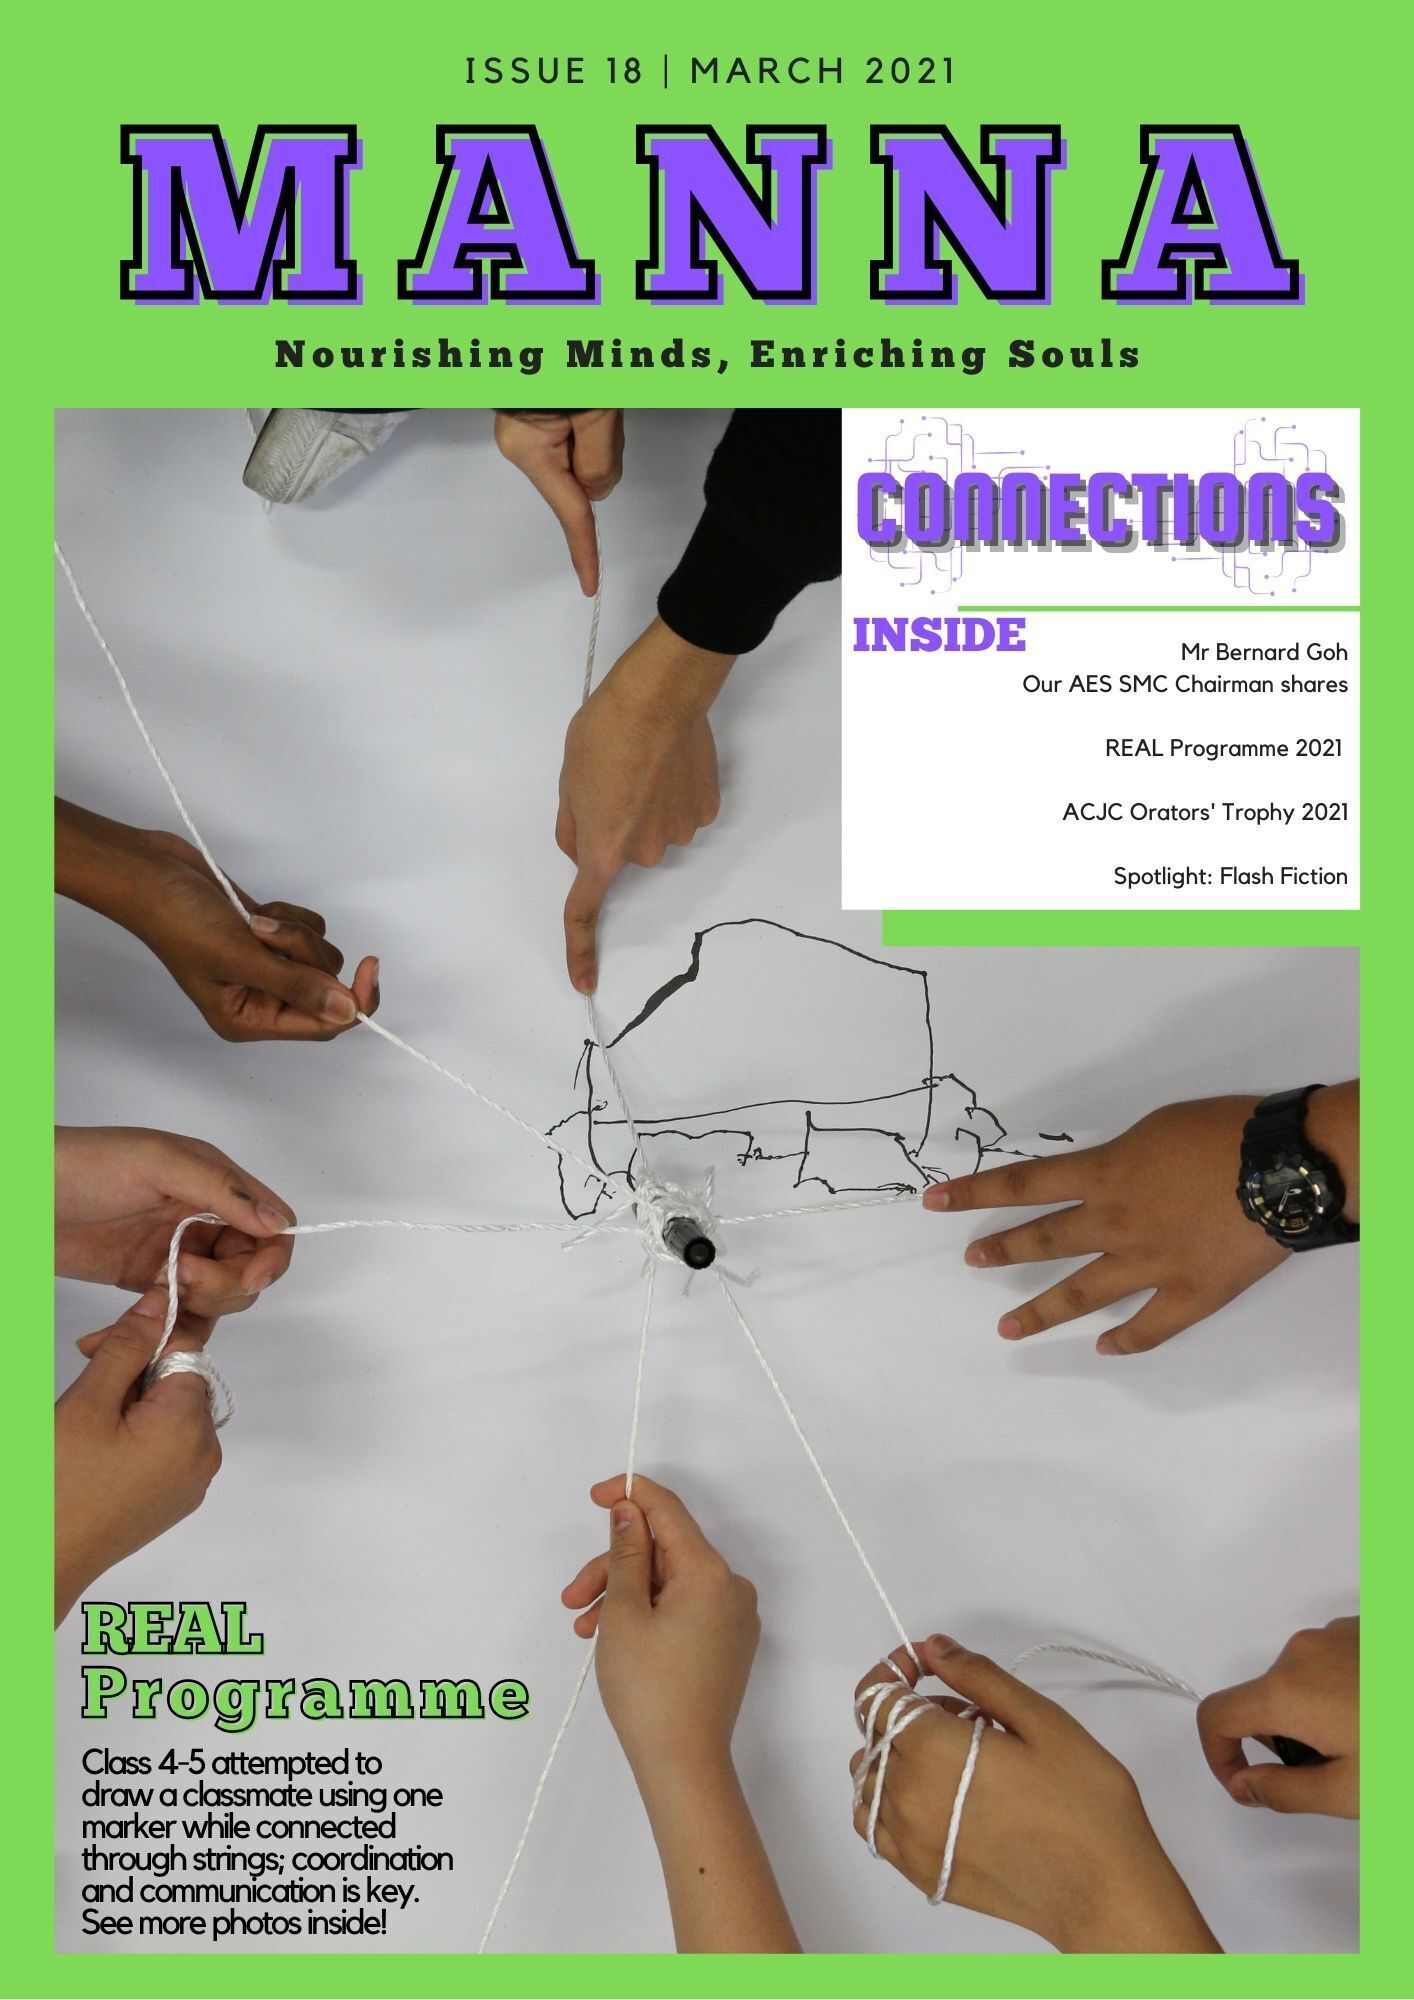 ISSUE 18 | MARCH 2021
MANNA
Nourishing Minds, Enriching Souls
CONNECTIONS
INSIDE
Mr Bernard Goh
Our AES SMC Chairman shares
REAL Programme 2021
ACJC Orators' Trophy 2021
Spotlight: Flash Fiction
REAL
Programme
Class 4-5 attempted to
draw a classmate using one
marker while connected
through strings; coordination
and communication is key.
See more photos inside!